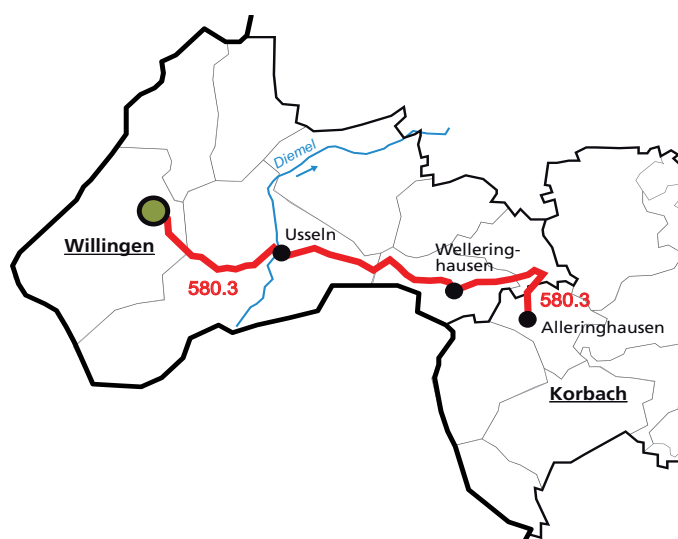 Diemel
Usseln
Willingen
Wellering-
hausen
580.3
580.3
Alleringhausen
Korbach